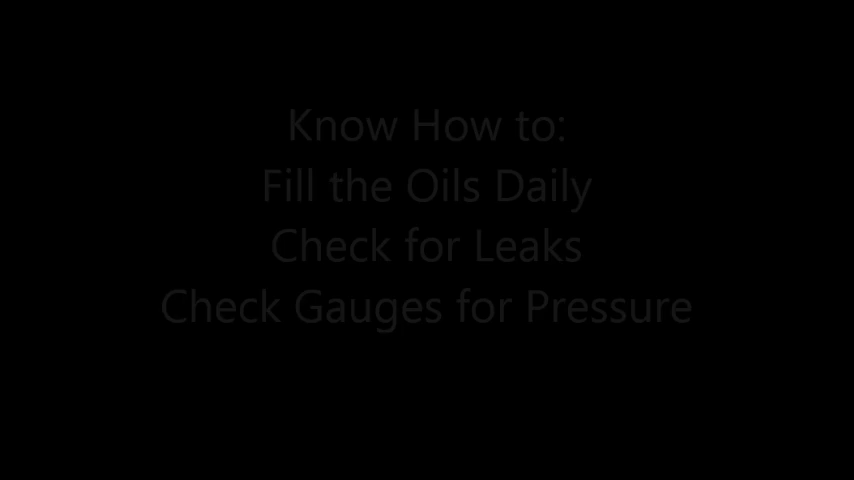 Know How to:
Fill the Oils Daily
Check for Leaks
Check Gauges for Pressure